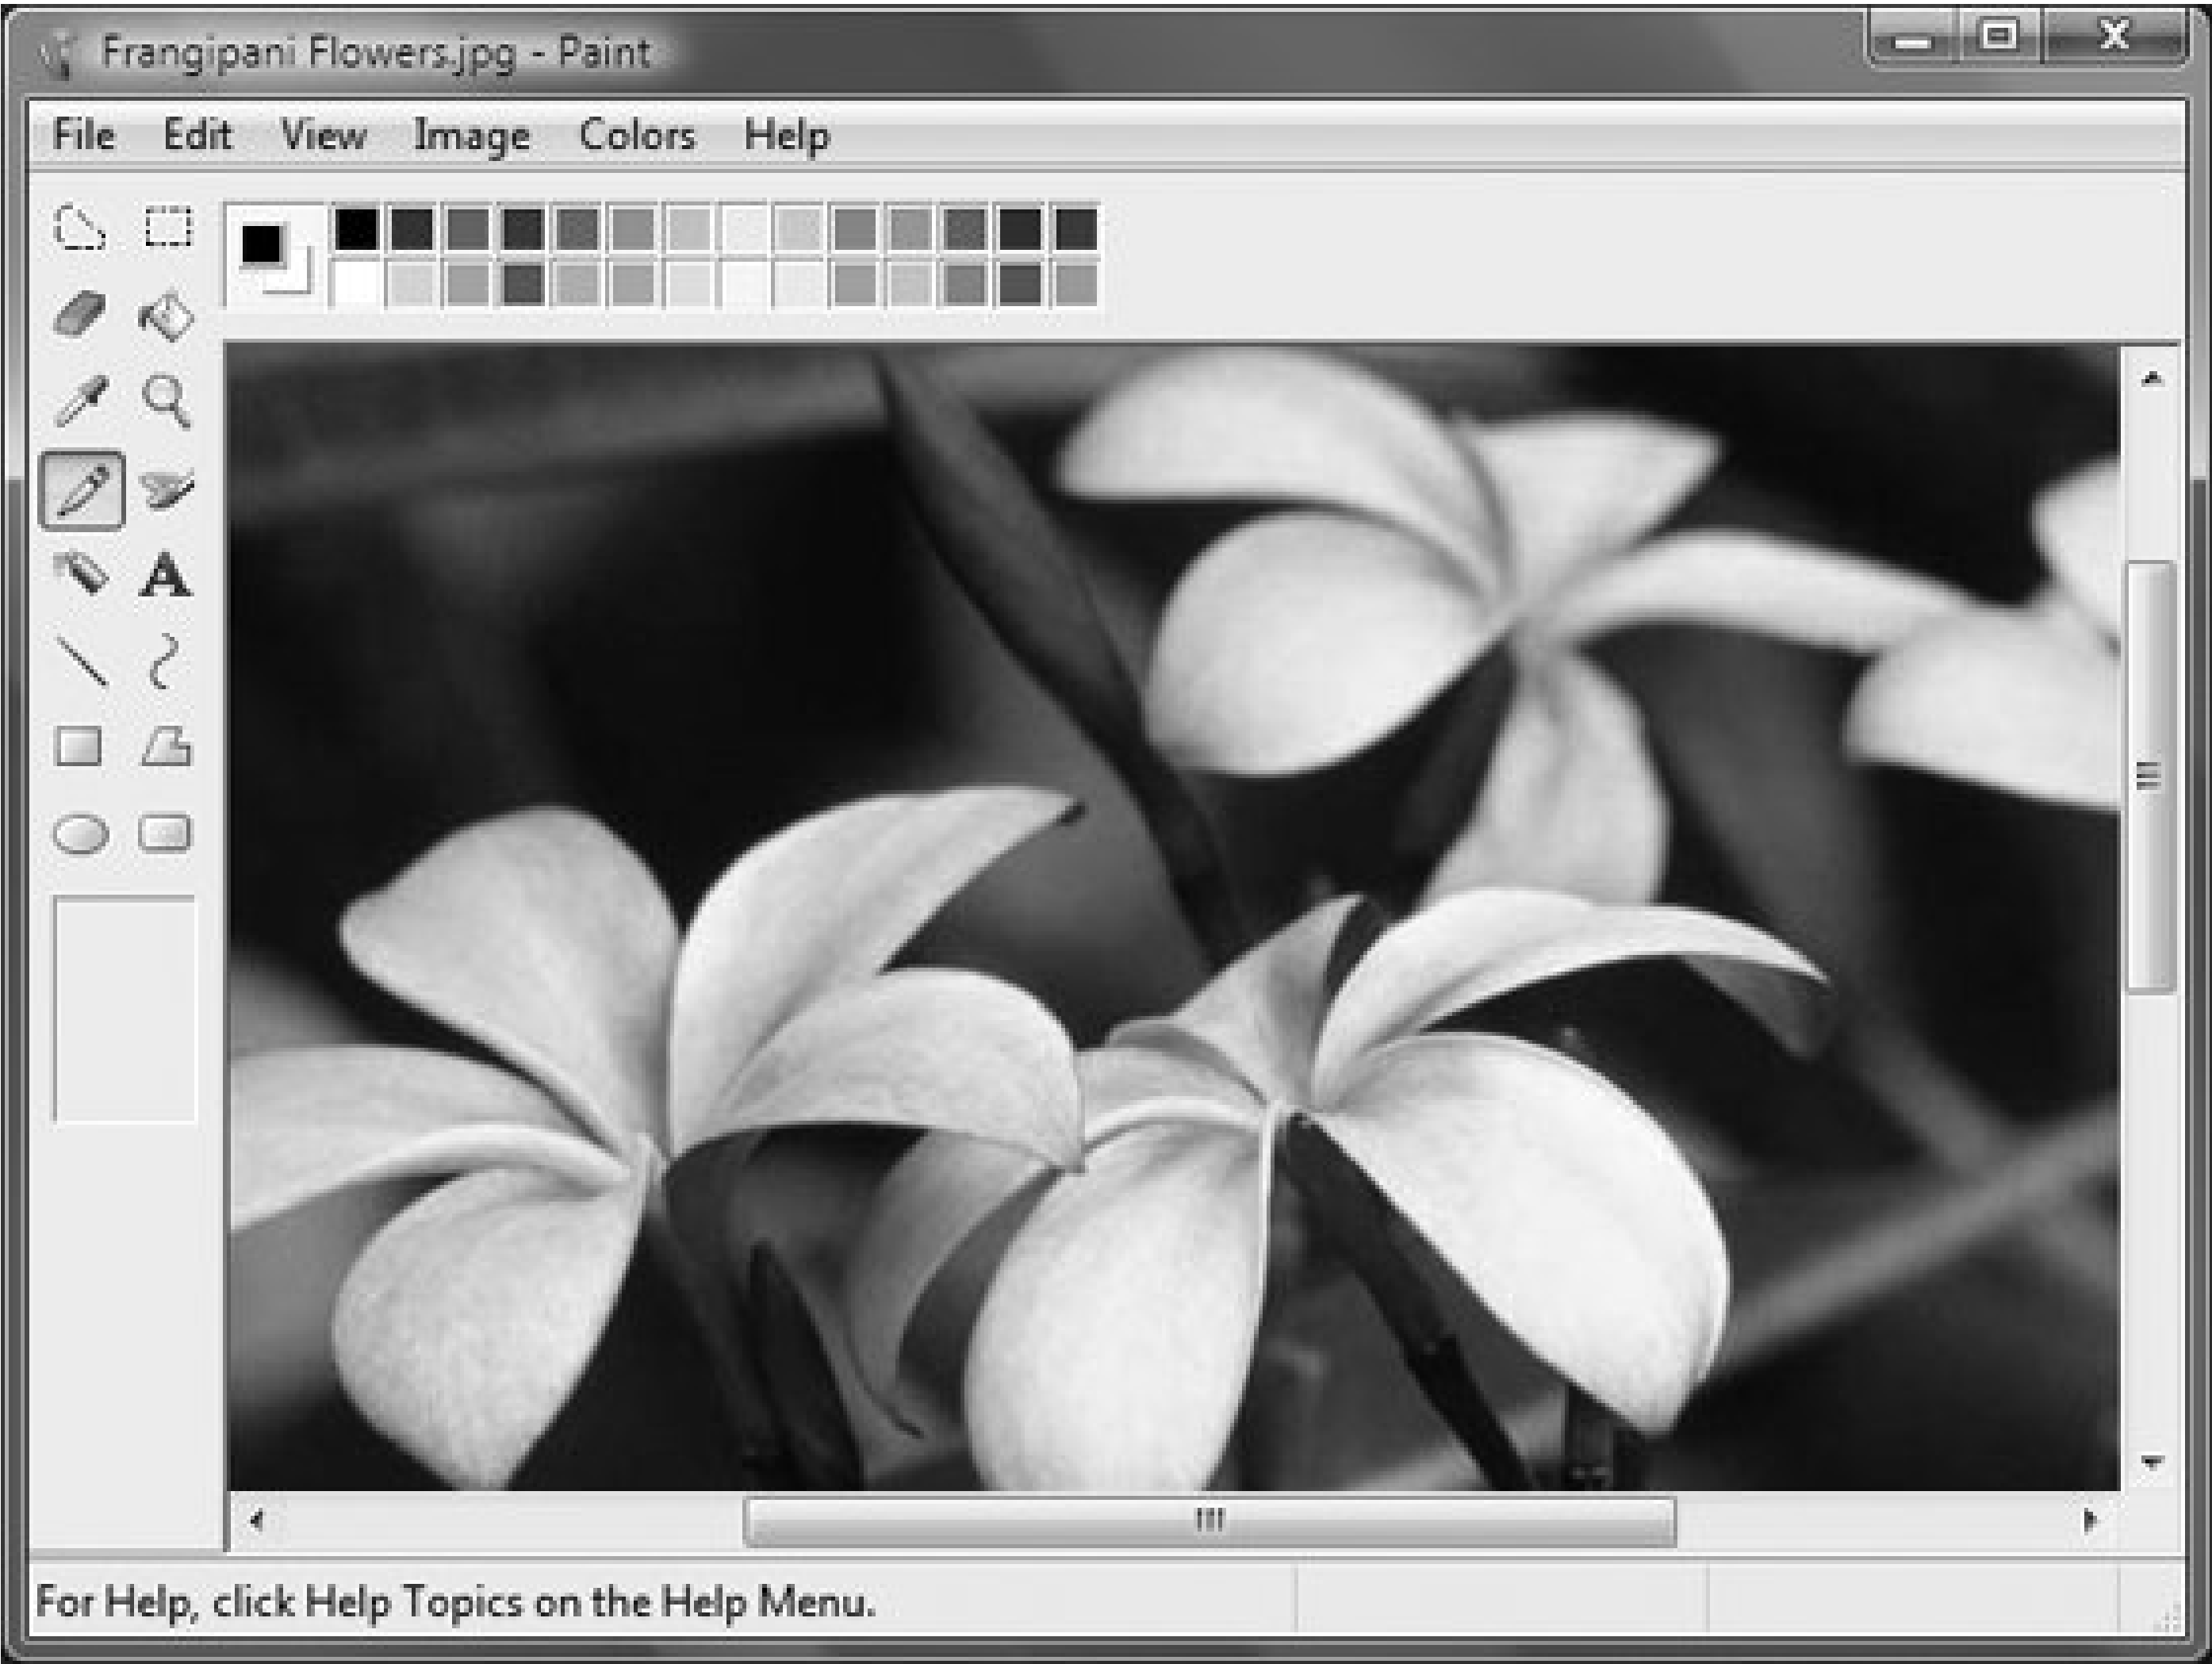 Frangipani Flowers.jpg - Paint
File Edit View Image Colors Help
A
For Help, click Help Topics on the Help Menu.